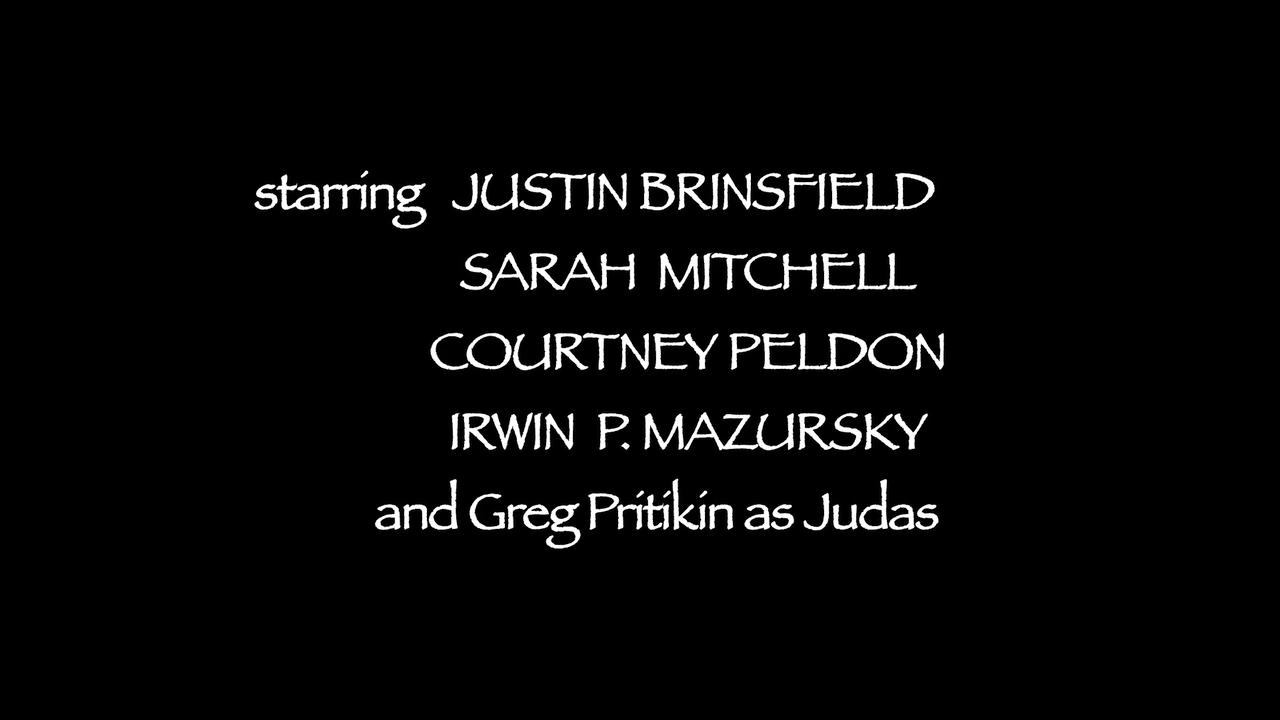 starring JUSTIN BRINSFIELD
SARAH MITCHELL
COURTNEY PELDON
IRWIN P. MAZURSKY
and Greg Pritikin as Judas